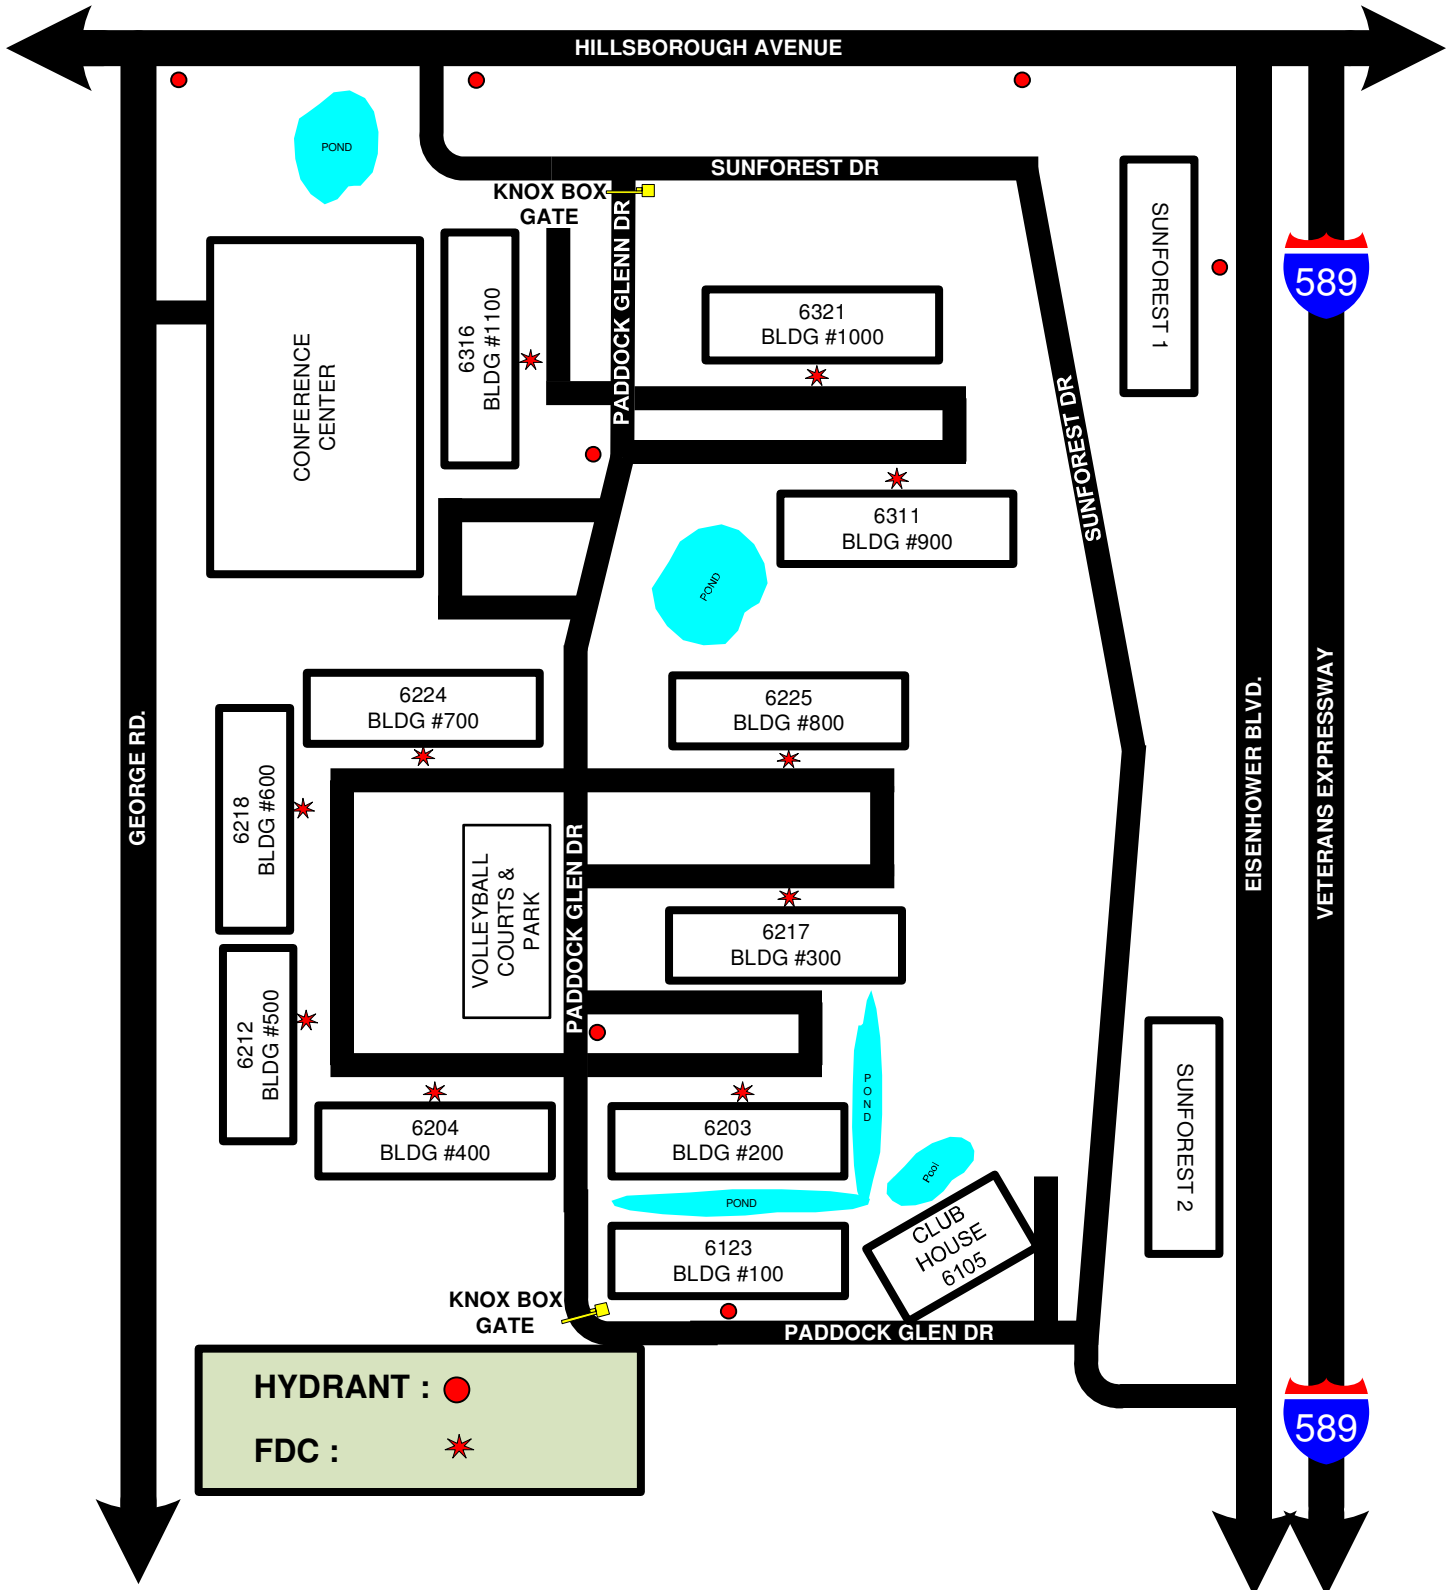 HILLSBOROUGH AVENUE
POND
SUNFOREST DR
KNOX BOX
GATE
PADDOCK GLENN DR
SUNFOREST 1
589
6316
BLDG #1100
6321
BLDG #1000
CONFERENCE
CENTER
SUNFOREST DR
6311
BLDG #900
POND
GEORGE RD.
6224
BLDG #700
6225
BLDG #800
EISENHOWER BLVD.
VETERANS EXPRESSWAY
6218
BLDG #600
VOLLEYBALL
COURTS &
PARK
PADDOCK GLEN DR
6217
BLDG #300
6212
BLDG #500
POND
SUNFOREST 2
6204
BLDG #400
6203
BLDG #200
Pool
POND
CLUB
HOUSE
6105
6123
BLDG #100
KNOX BOX
GATE
PADDOCK GLEN DR
HYDRANT :
FDC :
589